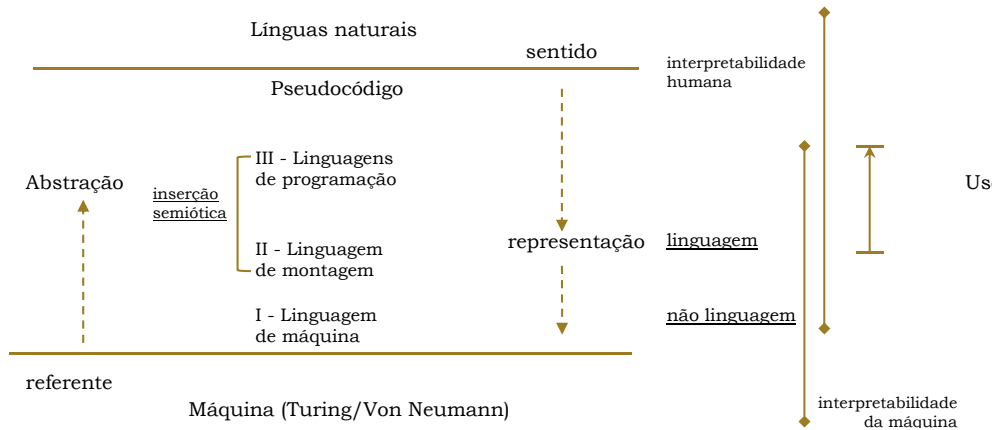 Línguas naturais
sentido
interpretabilidade
humana
Pseudocódigo
III - Linguagens
de programação
Abstração
inserção
semiótica
Us
II - Linguagem
de montagem
representação
linguagem
I - Linguagem
de máquina
não linguagem
referente
Máquina (Turing/Von Neumann)
interpretabilidade
da máquina